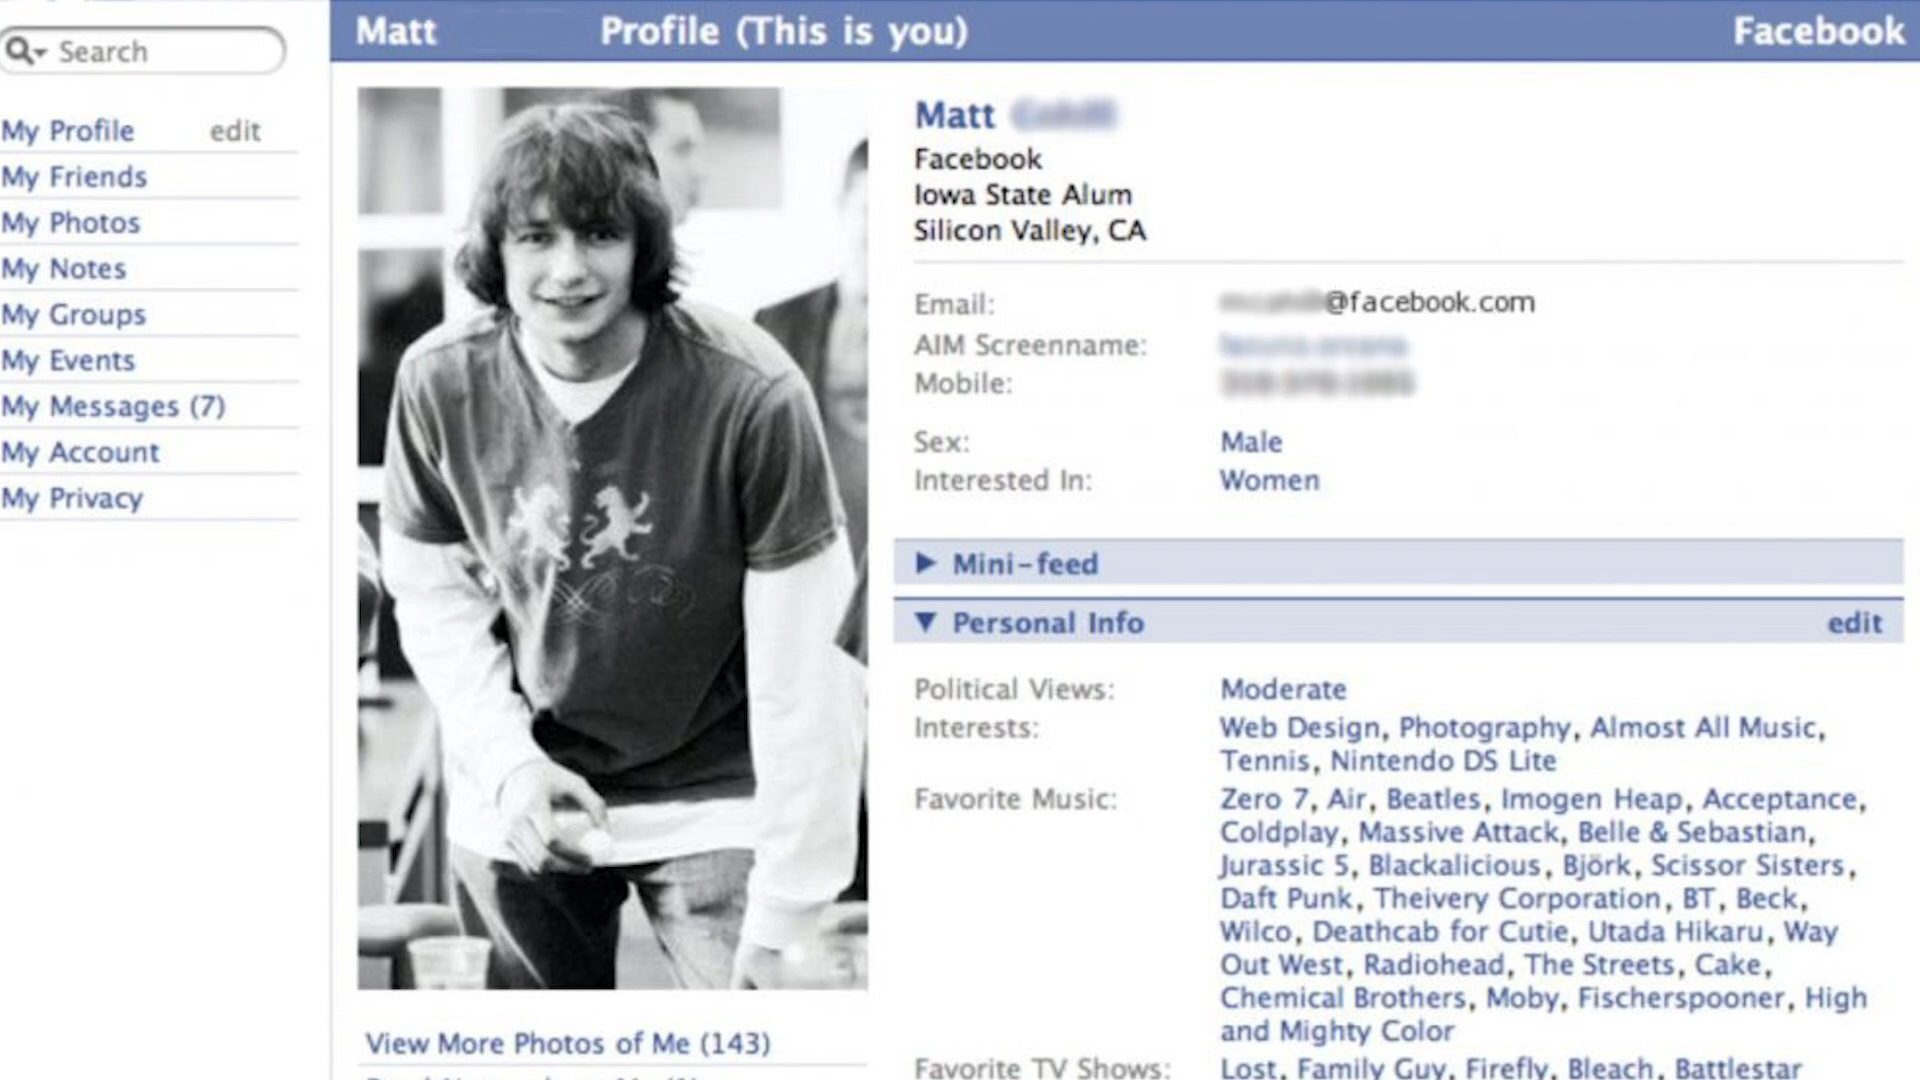 Search
My Profile edit
My Friends
My Photos
My Notes
My Groups
My Events
My Messages (7)
My Account
My Privacy
Matt Profile (This is you) Facebook
View More Photos of Me (143)
Matt
Facebook
Iowa State Alum
Silicon Valley, CA
Email: @facebook.com
AIM Screenname:
Mobile:
Sex: Male
Interested In: Women
Mini-feed
Personal Info edit
Political Views: Moderate
Interests: Web Design, Photography, Almost All Music,
Tennis, Nintendo DS Lite
Favorite Music: Zero 7, Air, Beatles, Imogen Heap, Acceptance,
Coldplay, Massive Attack, Belle & Sebastian,
Jurassic 5, Blackalicious, Björk, Scissor Sisters,
Daft Punk, Theivery Corporation, BT, Beck,
Wilco, Deathcab for Cutie, Utada Hikaru, Way
Out West, Radiohead, The Streets, Cake,
Chemical Brothers, Moby, Fischerspooner, High
and Mighty Color
Favorite TV Shows: Lost, Family Guy, Firefly, Bleach, Battlestar